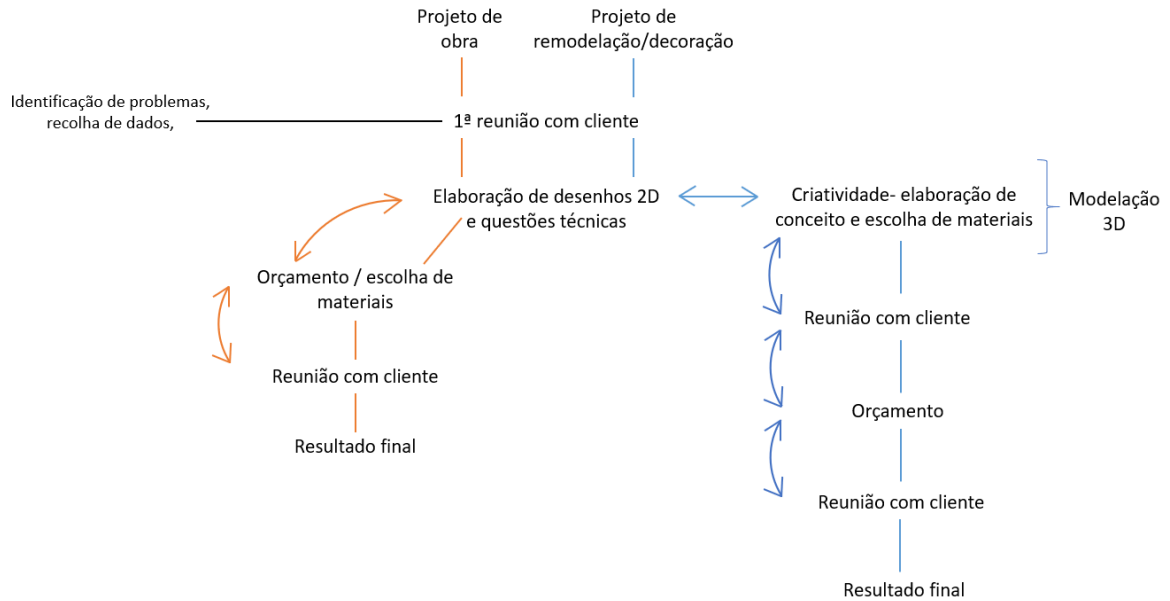 Projeto de
obra
Projeto de
remodelação/decoração
Identificação de problemas,
recolha de dados,
1ª reunião com cliente
Elaboração de desenhos 2D
e questões técnicas
Criatividade- elaboração de
conceito e escolha de materiais
Modelação
3D
Orçamento / escolha de
materiais
Reunião com cliente
Reunião com cliente
Orçamento
Resultado final
Reunião com cliente
Resultado final